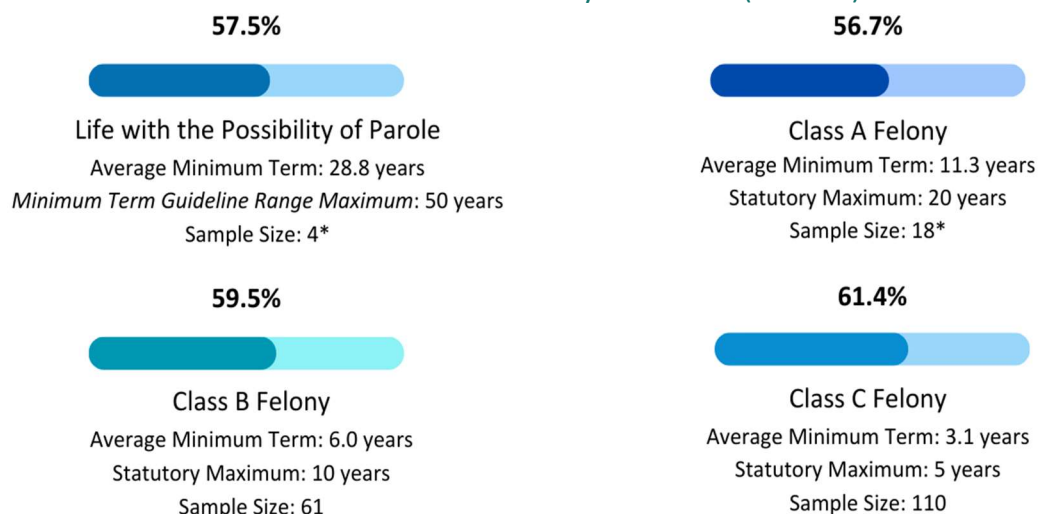 57.5%
Life with the Possibility of Parole
Average Minimum Term: 28.8 years
Minimum Term Guideline Range Maximum: 50 years
Sample Size: 4*
56.7%
Class A Felony
Average Minimum Term: 11.3 years
Statutory Maximum: 20 years
Sample Size: 18*
59.5%
Class B Felony
Average Minimum Term: 6.0 years
Statutory Maximum: 10 years
Sample Size: 61
61.4%
Class C Felony
Average Minimum Term: 3.1 years
Statutory Maximum: 5 years
Sample Size: 110